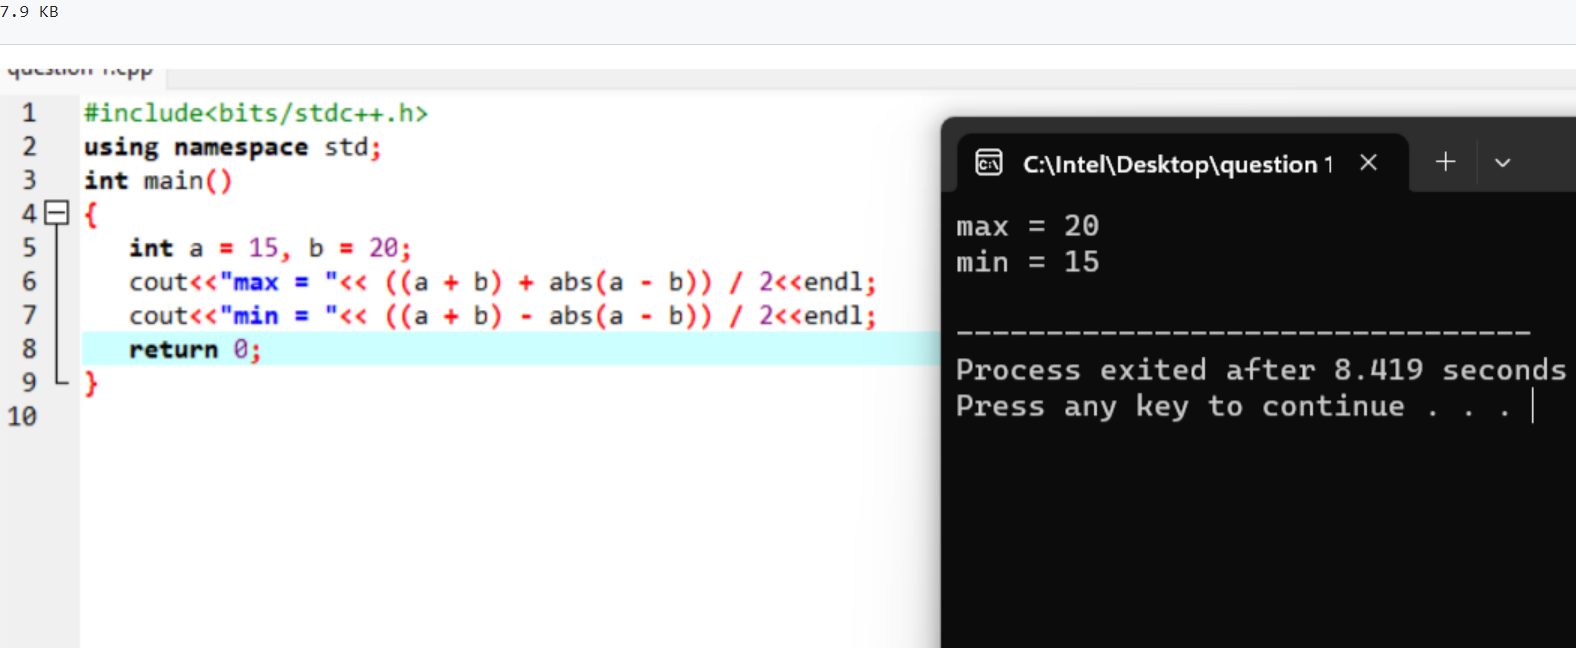 7.9 KB
question 1.cpp
1 #include<bits/stdc++.h>
2 using namespace std;
3 int main()
4 {
5 int a = 15, b = 20;
6 cout<<"max = "<< ((a + b) + abs(a - b)) / 2<<endl;
7 cout<<"min = "<< ((a + b) - abs(a - b)) / 2<<endl;
8 return 0;
9 }
10
C:\Intel\Desktop\question 1
max = 20
min = 15
--------------------------------
Process exited after 8.419 seconds
Press any key to continue . . .